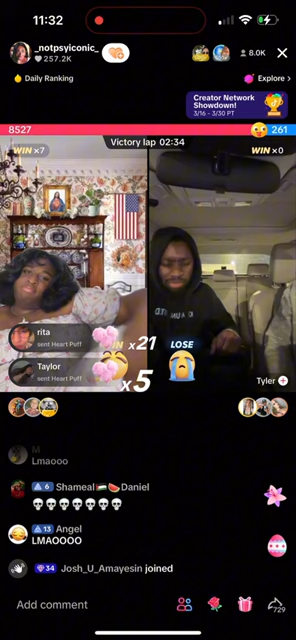 11:32
_notpsyiconic_
257.2K
8.0K
Daily Ranking
Explore >
Creator Network
Showdown!
3/16 - 3/30 PT
8527
261
Victory lap 02:34
WIN ×7
WIN ×0
rita
sent Heart Puff
x21
LOSE
Taylor
sent Heart Puff
x5
Tyler
M
Lmaooo
6 Shameal Daniel
13 Angel
LMAOOOO
34 Josh_U_Amayesin joined
Add comment
729